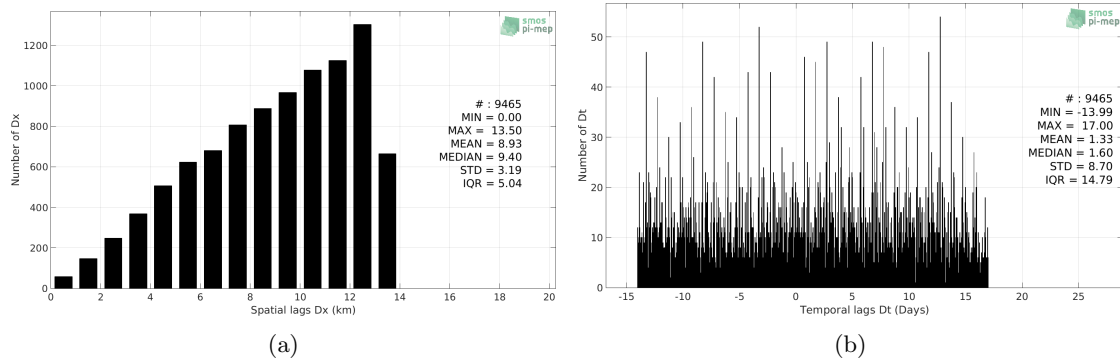 smos
pi-mep
1200
1000
800
600
400
200
0
Number of Dx
# : 9465
MIN = 0.00
MAX = 13.50
MEAN = 8.93
MEDIAN = 9.40
STD = 3.19
IQR = 5.04
0 2 4 6 8 10 12 14 16 18 20
Spatial lags Dx (km)
(a)
smos
pi-mep
50
40
30
20
10
0
Number of Dt
# : 9465
MIN = -13.99
MAX = 17.00
MEAN = 1.33
MEDIAN = 1.60
STD = 8.70
IQR = 14.79
-15 -10 -5 0 5 10 15 20 25
Temporal lags Dt (Days)
(b)